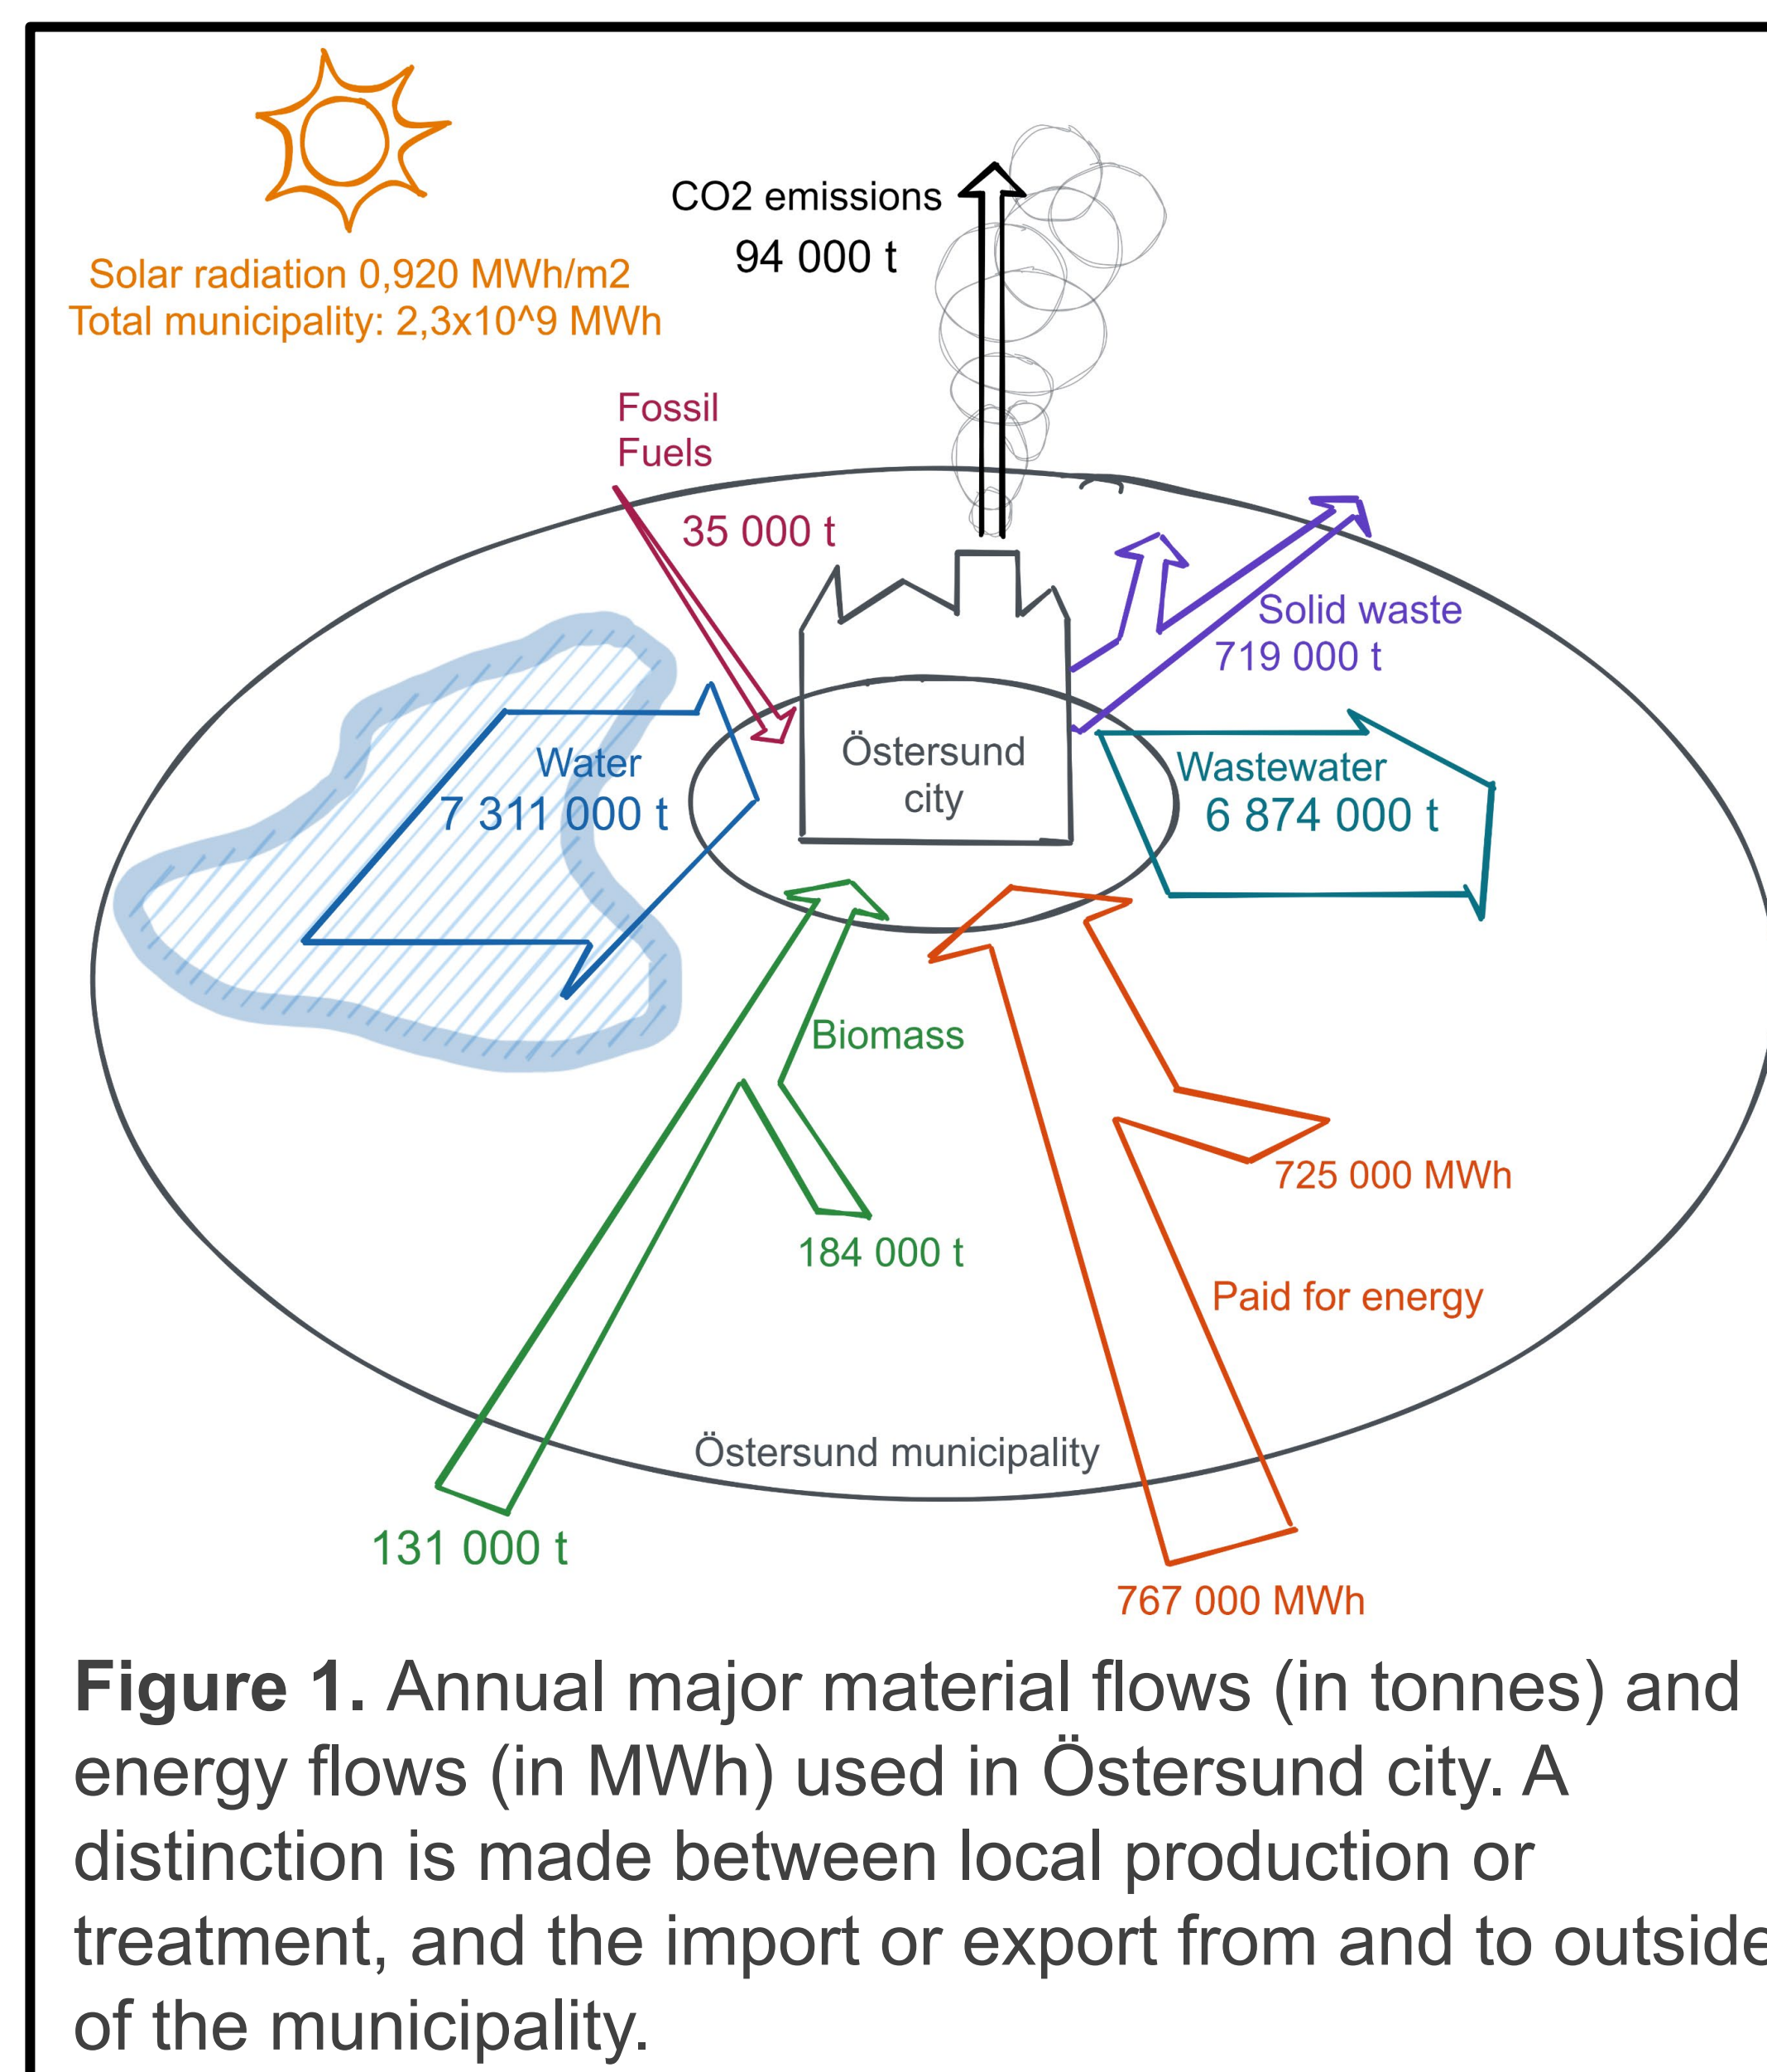 Solar radiation 0,920 MWh/m2
Total municipality: 2,3x10^9 MWh
CO2 emissions
94 000 t
Fossil
Fuels
35 000 t
Solid waste
719 000 t
Water
7 311 000 t
Östersund
city
Wastewater
6 874 000 t
Biomass
184 000 t
725 000 MWh
Paid for energy
Östersund municipality
131 000 t
767 000 MWh
Figure 1. Annual major material flows (in tonnes) and
energy flows (in MWh) used in Östersund city. A
distinction is made between local production or
treatment, and the import or export from and to outside
of the municipality.